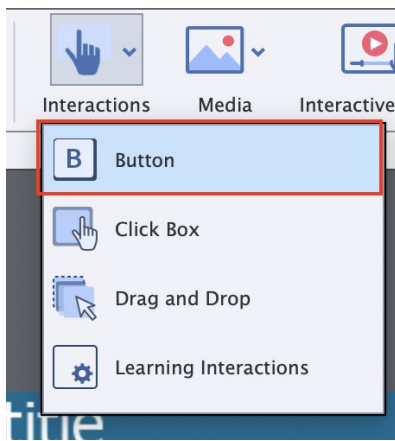 Interactions Media Interactive
B Button
Click Box
Drag and Drop
Learning Interactions
title